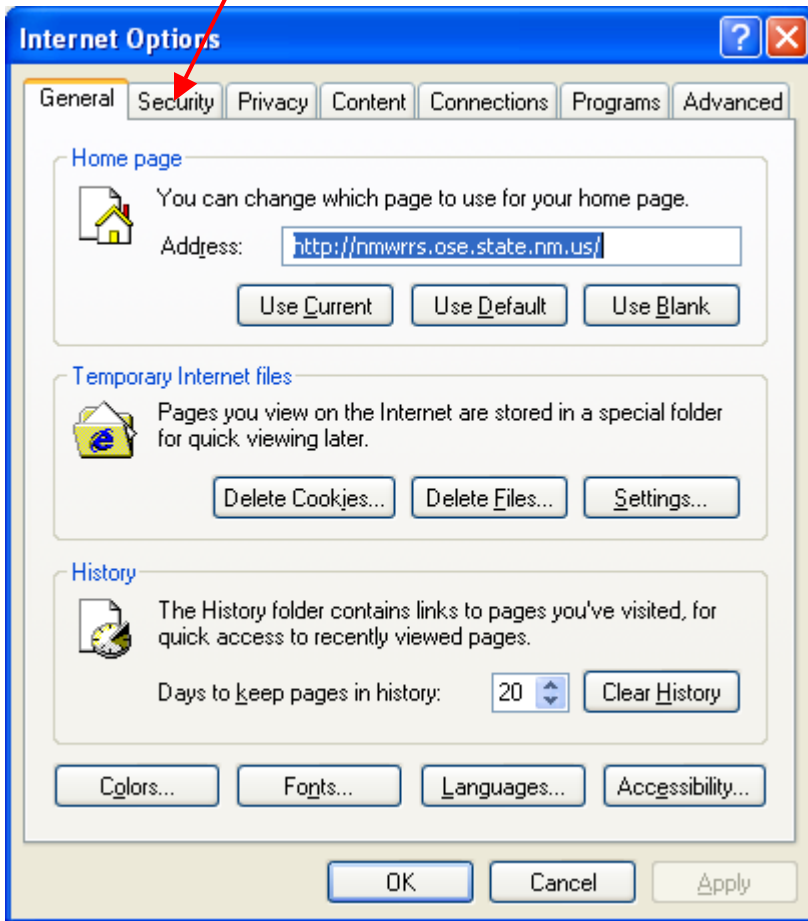 Internet Options
General Security Privacy Content Connections Programs Advanced
Home page
You can change which page to use for your home page.
Address: http://nmwrrs.ose.state.nm.us/
Use Current Use Default Use Blank
Temporary Internet files
Pages you view on the Internet are stored in a special folder
for quick viewing later.
Delete Cookies... Delete Files... Settings...
History
The History folder contains links to pages you've visited, for
quick access to recently viewed pages.
Days to keep pages in history: 20 Clear History
Colors... Fonts... Languages... Accessibility...
OK Cancel Apply